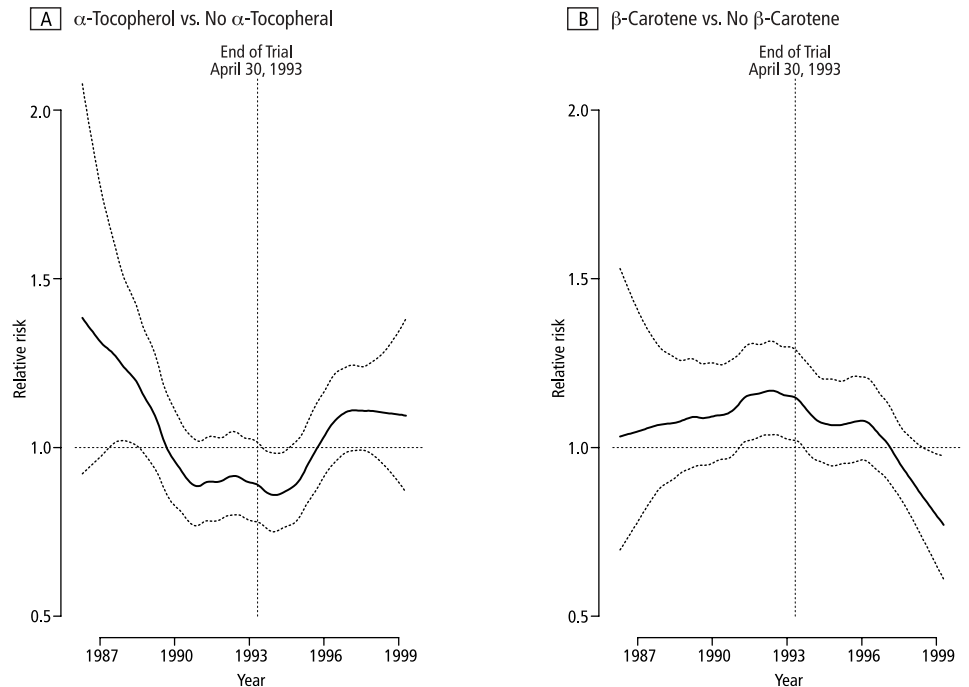 A α-Tocopherol vs. No α-Tocopheral
End of Trial
April 30, 1993
2.0
1.5
1.0
0.5
Relative risk
1987 1990 1993 1996 1999
Year
B β-Carotene vs. No β-Carotene
End of Trial
April 30, 1993
2.0
1.5
1.0
0.5
Relative risk
1987 1990 1993 1996 1999
Year